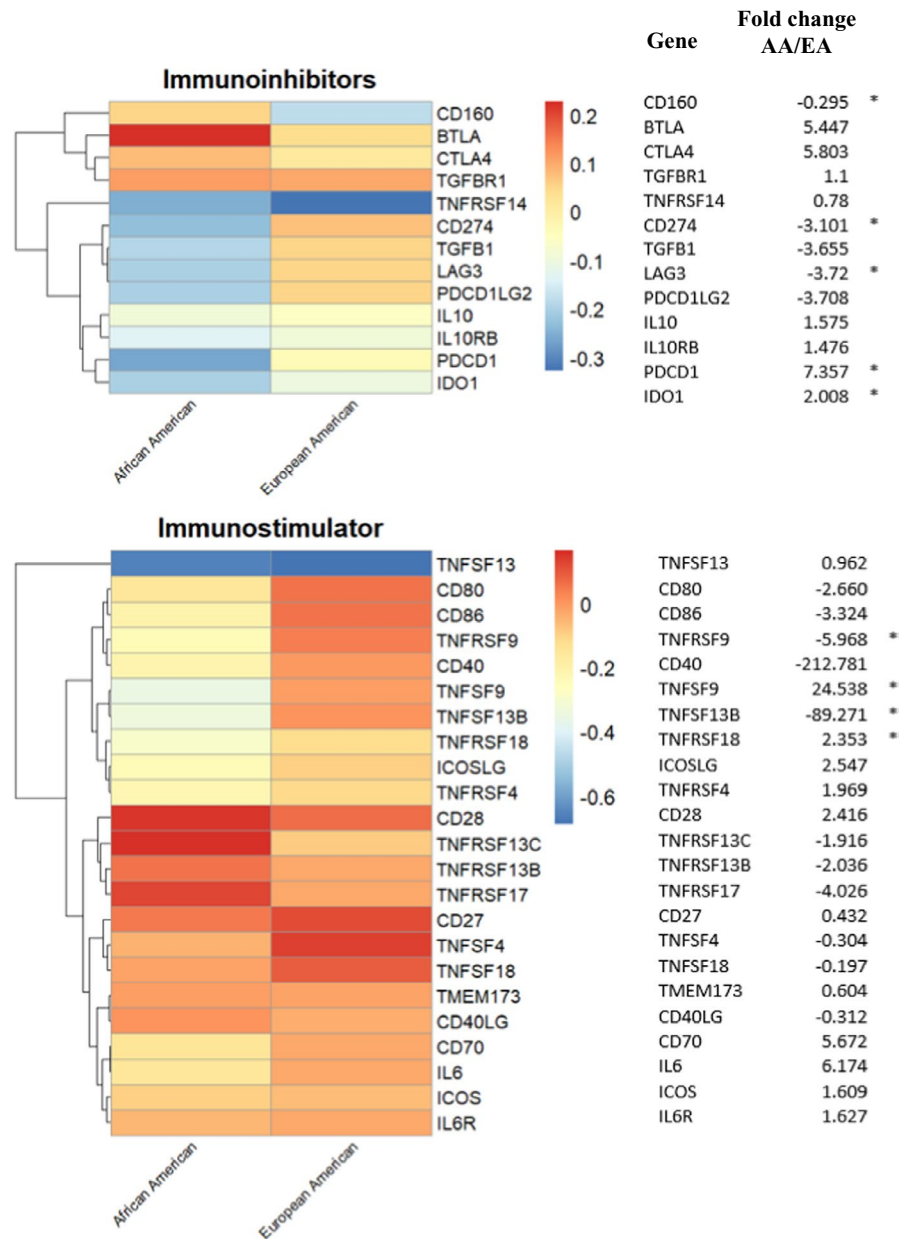 Gene Fold change
AA/EA
Immunoinhibitors
CD160
BTLA
CTLA4
TGFBR1
TNFRSF14
CD274
TGFB1
LAG3
PDCD1LG2
IL10
IL10RB
PDCD1
IDO1
0.2
0.1
0
-0.1
-0.2
-0.3
African American
European American
CD160 -0.295 *
BTLA 5.447
CTLA4 5.803
TGFBR1 1.1
TNFRSF14 0.78
CD274 -3.101 *
TGFB1 -3.655
LAG3 -3.72 *
PDCD1LG2 -3.708
IL10 1.575
IL10RB 1.476
PDCD1 7.357 *
IDO1 2.008 *
Immunostimulator
TNFSF13
CD80
CD86
TNFRSF9
CD40
TNFSF9
TNFSF13B
TNFRSF18
ICOSLG
TNFRSF4
CD28
TNFRSF13C
TNFRSF13B
TNFRSF17
CD27
TNFSF4
TNFSF18
TMEM173
CD40LG
CD70
IL6
ICOS
IL6R
0
-0.2
-0.4
-0.6
African American
European American
TNFSF13 0.962
CD80 -2.660
CD86 -3.324
TNFRSF9 -5.968 *
CD40 -212.781
TNFSF9 24.538 *
TNFSF13B -89.271 *
TNFRSF18 2.353 *
ICOSLG 2.547
TNFRSF4 1.969
CD28 2.416
TNFRSF13C -1.916
TNFRSF13B -2.036
TNFRSF17 -4.026
CD27 0.432
TNFSF4 -0.304
TNFSF18 -0.197
TMEM173 0.604
CD40LG -0.312
CD70 5.672
IL6 6.174
ICOS 1.609
IL6R 1.627